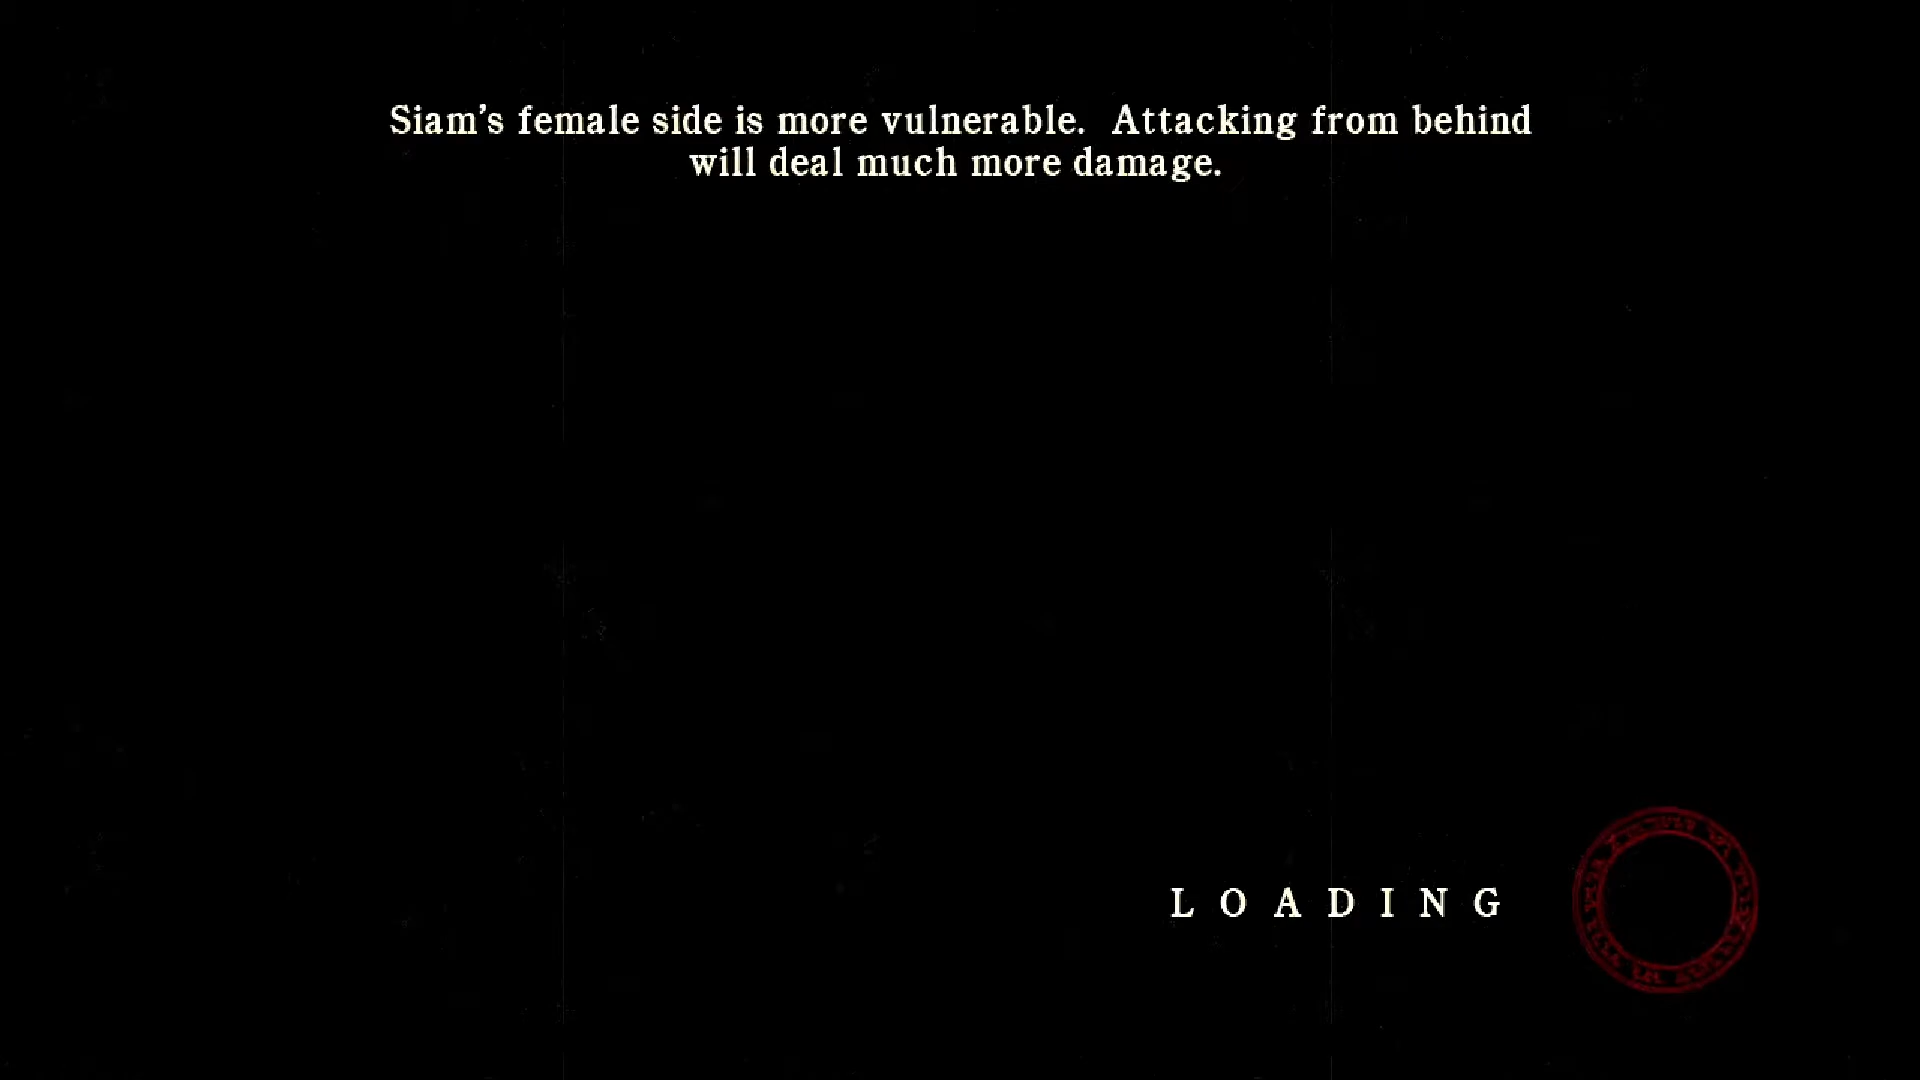 Siam's female side is more vulnerable.  Attacking from behind
will deal much more damage.
LOADING